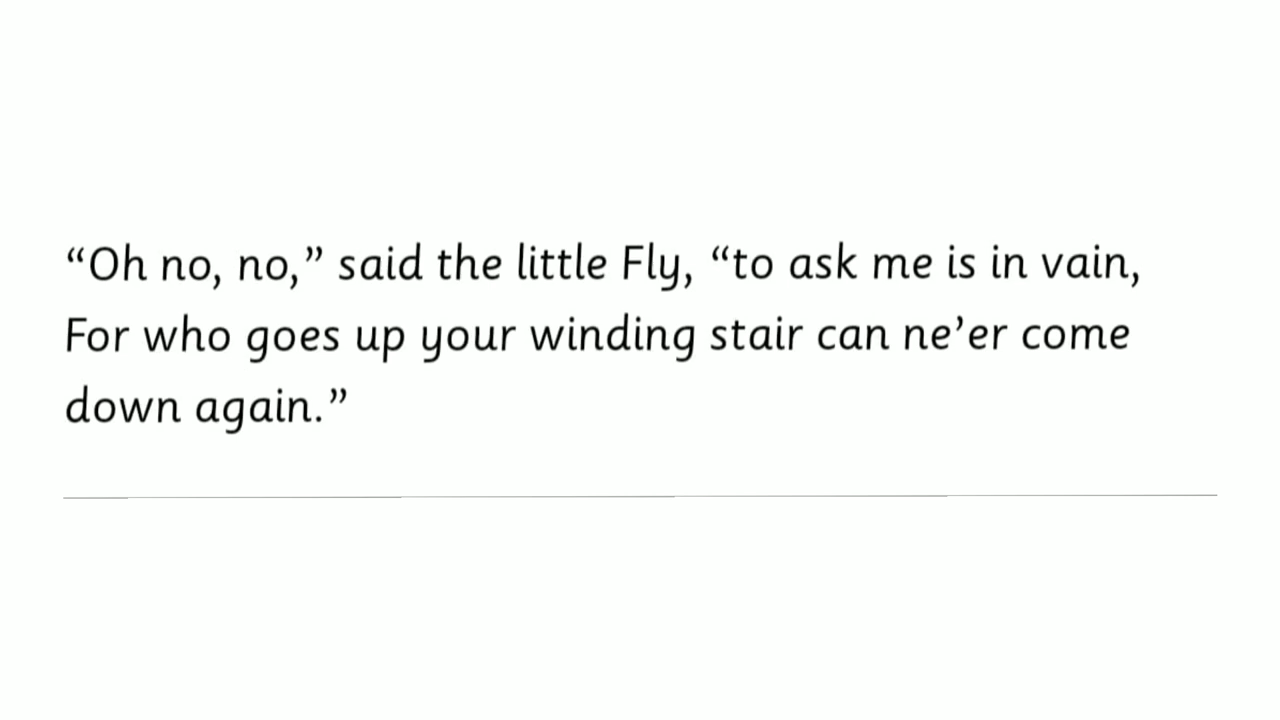 “Oh no, no,” said the little Fly, “to ask me is in vain,
For who goes up your winding stair can ne’er come
down again.”